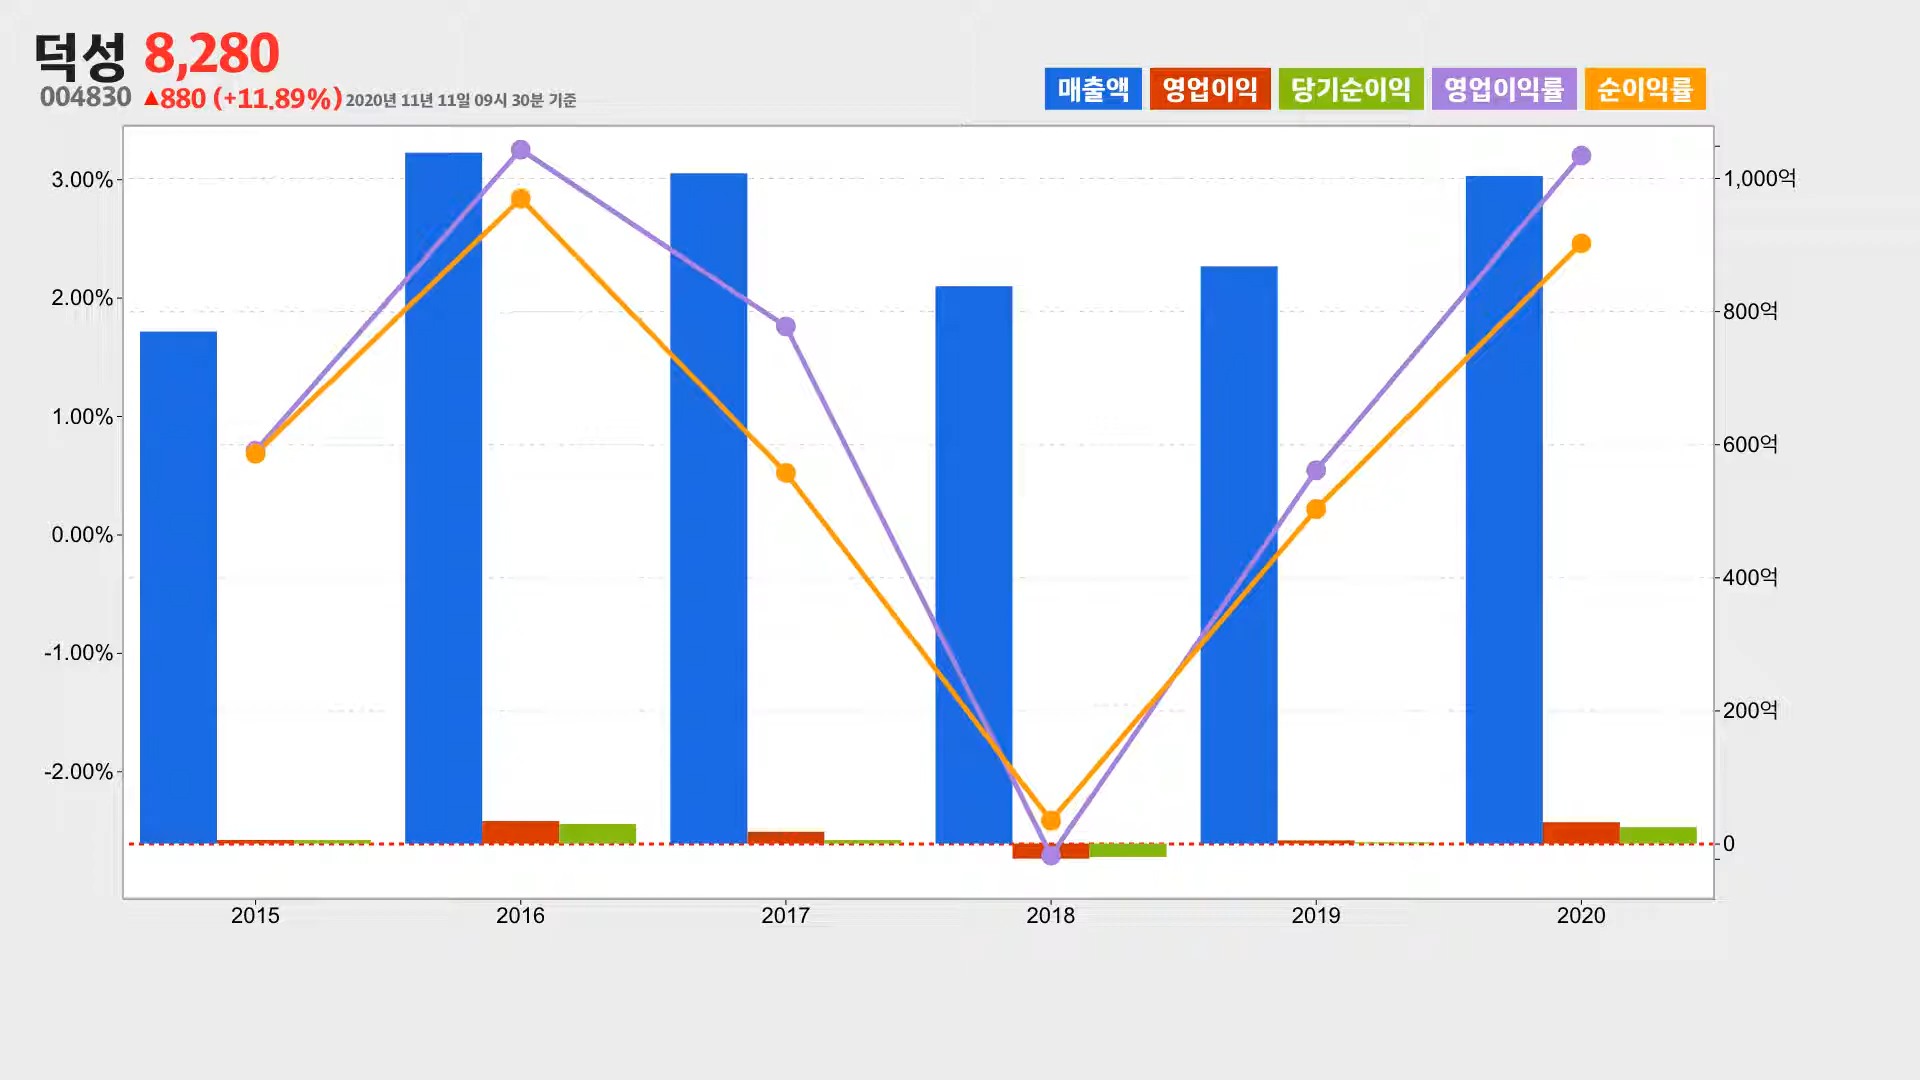 덕성 8,280
004830 ▲880 (+11.89%) 2020년 11년 11일 09시 30분 기준
매출액 영업이익 당기순이익 영업이익률 순이익률
3.00%
2.00%
1.00%
0.00%
-1.00%
-2.00%
1,000억
800억
600억
400억
200억
0
2015 2016 2017 2018 2019 2020